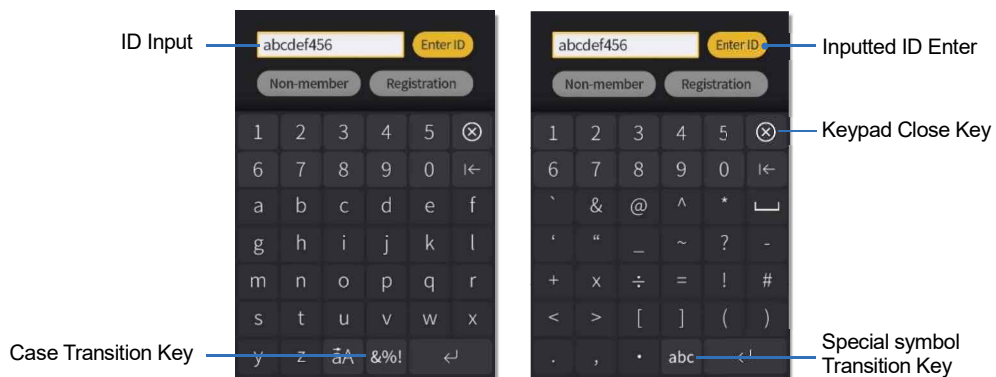 ID Input
abcdef456 Enter ID
Non-member Registration
1 2 3 4 5 ⊗
6 7 8 9 0 |←
a b c d e f
g h i j k l
m n o p q r
s t u v w x
y z äA &%! ↵
Case Transition Key
abcdef456 Enter ID
Non-member Registration
1 2 3 4 5 ⊗
6 7 8 9 0 |←
` & @ ^ * ⎵
‘ “ _ ~ ? -
+ x ÷ = ! #
< > [ ] ( )
. , · abc ↵
Inputted ID Enter
Keypad Close Key
Special symbol
Transition Key